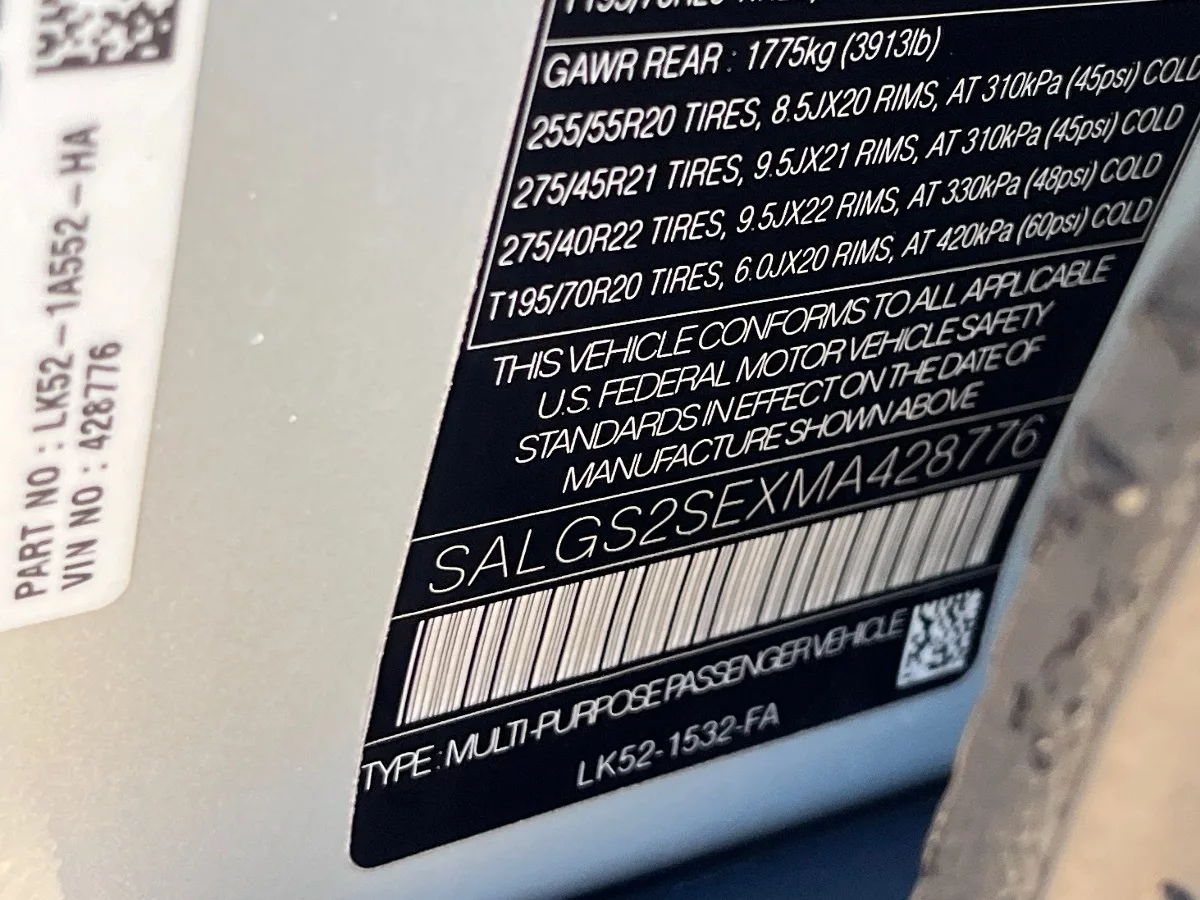 PART NO : LK52-1A552-HA
VIN NO : 428776
GAWR REAR : 1775kg (3913lb)
255/55R20 TIRES, 8.5JX20 RIMS, AT 310kPa (45psi) COLD
275/45R21 TIRES, 9.5JX21 RIMS, AT 310kPa (45psi) COLD
275/40R22 TIRES, 9.5JX22 RIMS, AT 330kPa (48psi) COLD
T195/70R20 TIRES, 6.0JX20 RIMS, AT 420kPa (60psi) COLD
THIS VEHICLE CONFORMS TO ALL APPLICABLE
U.S. FEDERAL MOTOR VEHICLE SAFETY
STANDARDS IN EFFECT ON THE DATE OF
MANUFACTURE SHOWN ABOVE
SALGS2SEXMA428776
TYPE : MULTI-PURPOSE PASSENGER VEHICLE
LK52-1532-FA